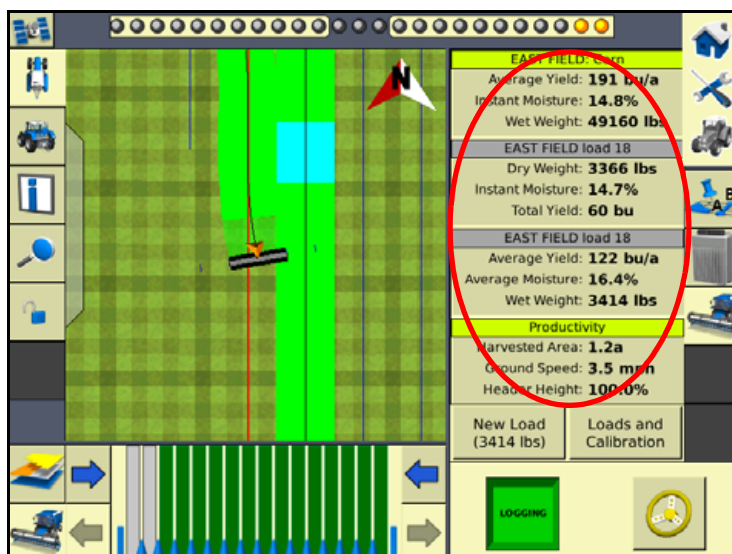 EAST FIELD: Corn
Average Yield: 191 bu/a
Instant Moisture: 14.8%
Wet Weight: 49160 lbs
EAST FIELD load 18
Dry Weight: 3366 lbs
Instant Moisture: 14.7%
Total Yield: 60 bu
EAST FIELD load 18
Average Yield: 122 bu/a
Average Moisture: 16.4%
Wet Weight: 3414 lbs
Productivity
Harvested Area: 1.2a
Ground Speed: 3.5 mph
Header Height: 100.0%
New Load
(3414 lbs)
Loads and
Calibration
LOGGING
N
A
B